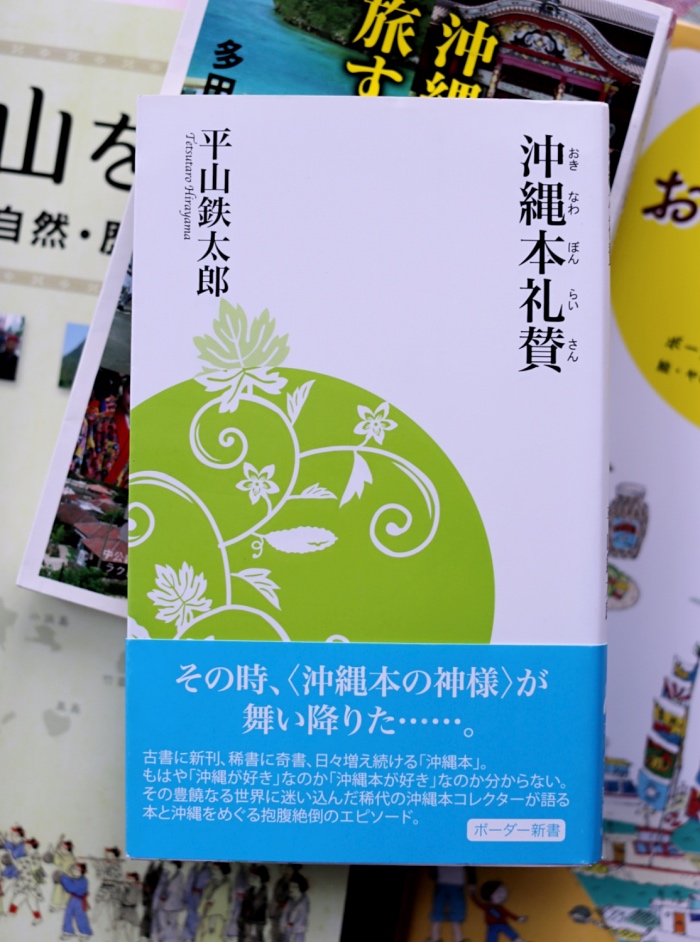 沖縄本礼賛
おき なわ ぼん らい さん
平山鉄太郎
Tetsutaro Hirayama
その時、〈沖縄本の神様〉が
舞い降りた……。
古書に新刊、稀書に奇書、日々増え続ける「沖縄本」。
もはや「沖縄が好き」なのか「沖縄本が好き」なのか分からない。
その豊饒なる世界に迷い込んだ稀代の沖縄本コレクターが語る
本と沖縄をめぐる抱腹絶倒のエピソード。
ボーダー新書
沖縄
旅す
多田
山を
自然・
お
ボー